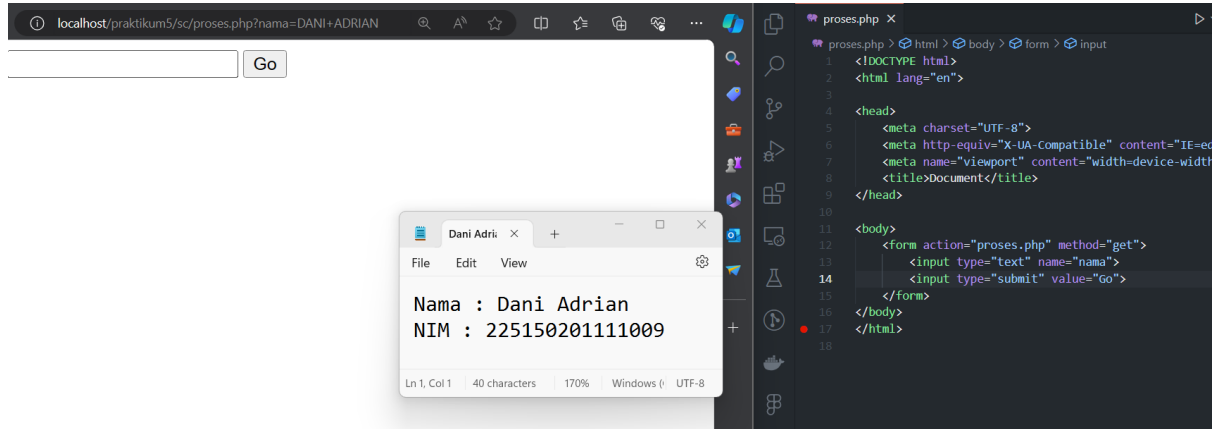 localhost/praktikum5/sc/proses.php?nama=DANI+ADRIAN
Go
Dani Adria
File Edit View
Nama : Dani Adrian
NIM : 225150201111009
Ln 1, Col 1 40 characters 170% Windows ( UTF-8
proses.php
proses.php > html > body > form > input
1 <!DOCTYPE html>
2 <html lang="en">
3
4 <head>
5 <meta charset="UTF-8">
6 <meta http-equiv="X-UA-Compatible" content="IE=ed
7 <meta name="viewport" content="width=device-width
8 <title>Document</title>
9 </head>
10
11 <body>
12 <form action="proses.php" method="get">
13 <input type="text" name="nama">
14 <input type="submit" value="Go">
15 </form>
16 </body>
17 </html>
18